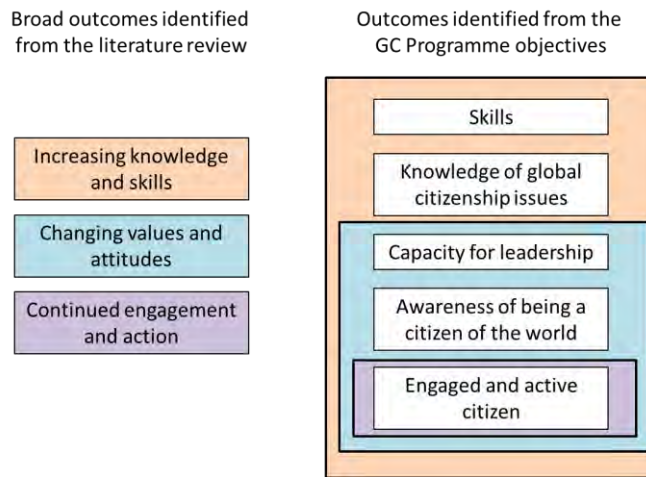 Broad outcomes identified
from the literature review
Increasing knowledge
and skills
Changing values and
attitudes
Continued engagement
and action
Outcomes identified from the
GC Programme objectives
Skills
Knowledge of global
citizenship issues
Capacity for leadership
Awareness of being a
citizen of the world
Engaged and active
citizen